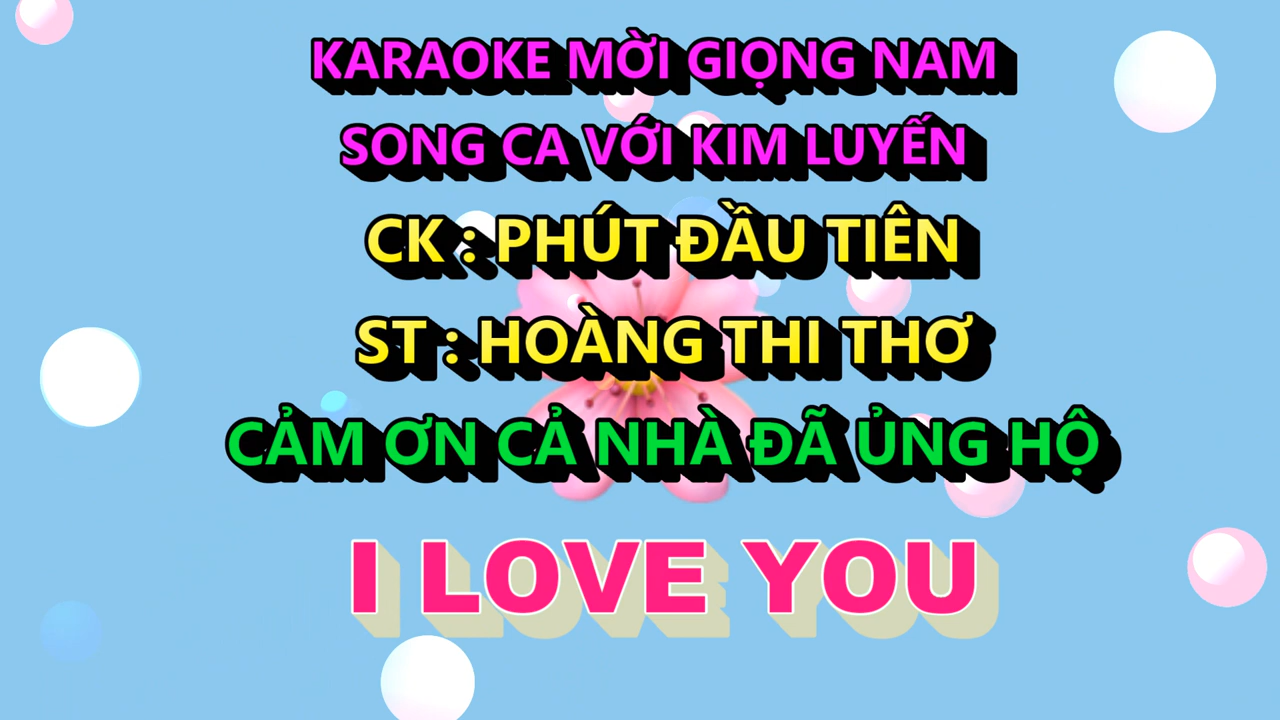 KARAOKE MỜI GIỌNG NAM
SONG CA VỚI KIM LUYẾN
CK : PHÚT ĐẦU TIÊN
ST : HOÀNG THI THƠ
CẢM ƠN CẢ NHÀ ĐÃ ỦNG HỘ
I LOVE YOU